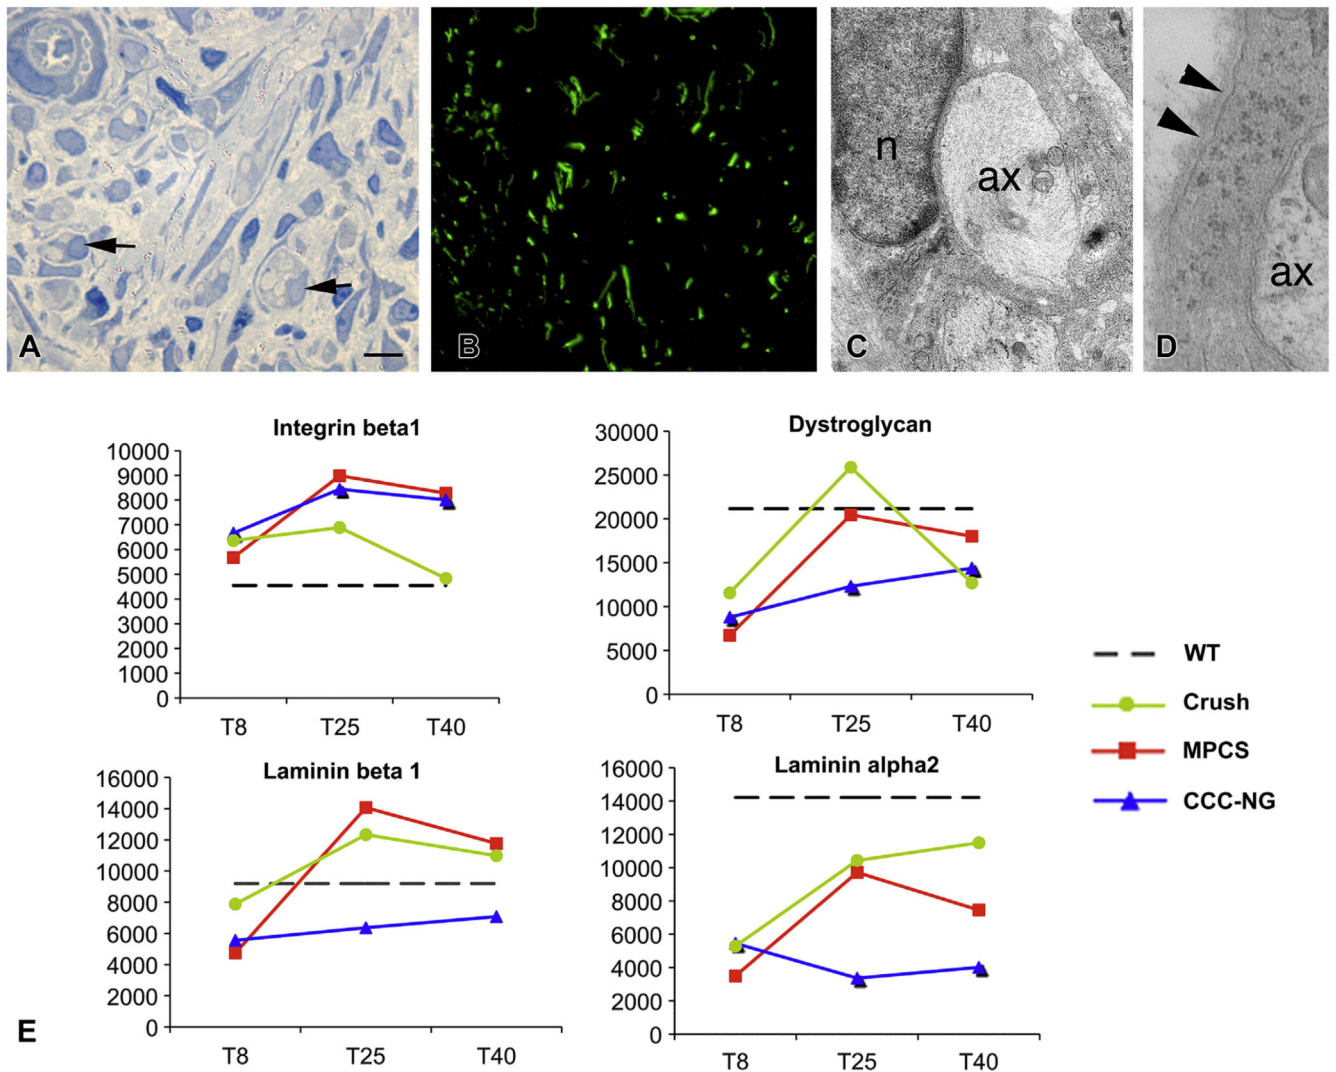 A
B
n
ax
C
ax
D
Integrin beta1
10000
9000
8000
7000
6000
5000
4000
3000
2000
1000
0
T8 T25 T40
Dystroglycan
30000
25000
20000
15000
10000
5000
0
T8 T25 T40
WT
Crush
MPCS
CCC-NG
Laminin beta 1
16000
14000
12000
10000
8000
6000
4000
2000
0
T8 T25 T40
Laminin alpha2
16000
14000
12000
10000
8000
6000
4000
2000
0
T8 T25 T40
E